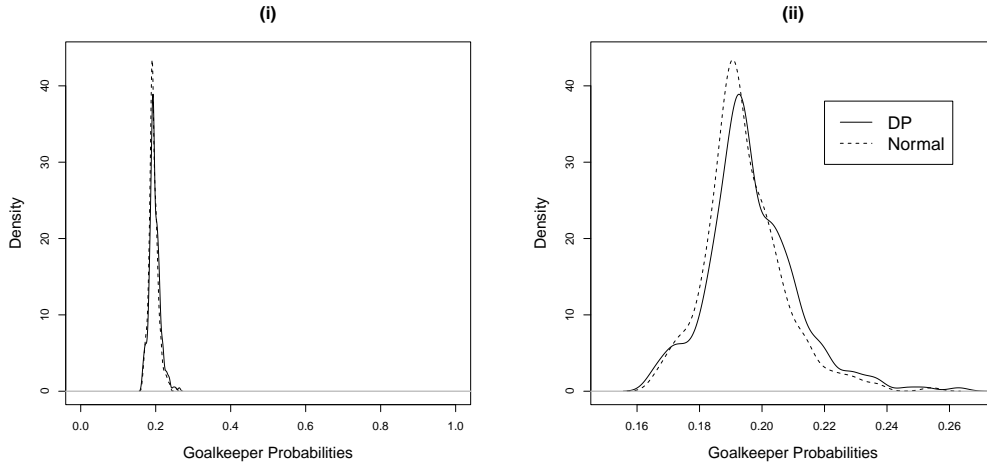 (i)
Density
0
10
20
30
40
0.0 0.2 0.4 0.6 0.8 1.0
Goalkeeper Probabilities
(ii)
Density
0
10
20
30
40
DP
Normal
0.16 0.18 0.20 0.22 0.24 0.26
Goalkeeper Probabilities